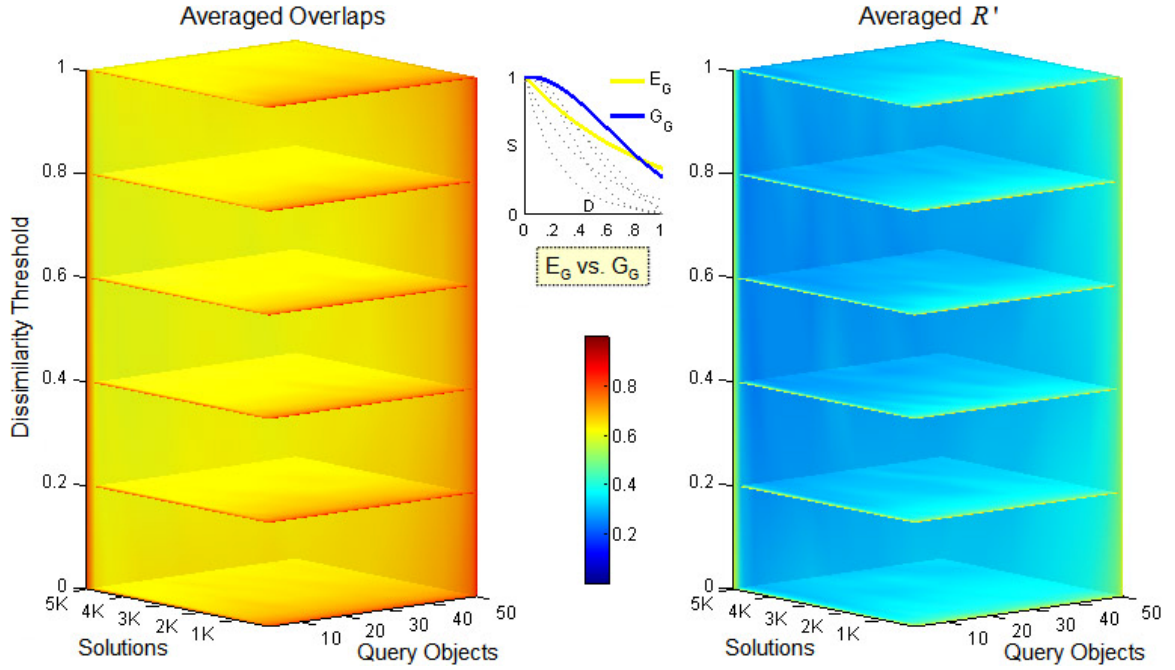 Averaged Overlaps
Averaged R'
1
0.8
0.6
0.4
0.2
0
Dissimilarity Threshold
5K
4K
3K
2K
1K
Solutions
10
20
30
40
50
Query Objects
1
S
0
D
0 .2 .4 .6 .8 1
E_G
G_G
E_G vs. G_G
0.8
0.6
0.4
0.2
1
0.8
0.6
0.4
0.2
0
5K
4K
3K
2K
1K
Solutions
10
20
30
40
50
Query Objects